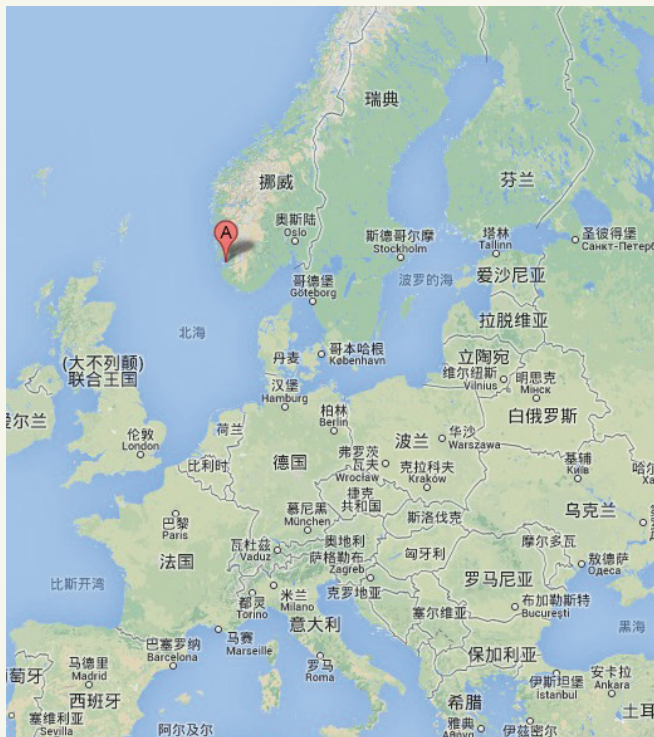 瑞典
挪威
芬兰
A
奥斯陆
Oslo
斯德哥尔摩
Stockholm
塔林
Tallinn
圣彼得堡
Санкт-Петерб
波罗的海
爱沙尼亚
哥德堡
Göteborg
北海
拉脱维亚
(大不列颠)
联合王国
丹麦
哥本哈根
København
立陶宛
维尔纽斯
Vilnius
明思克
Мінск
汉堡
Hamburg
柏林
Berlin
白俄罗斯
爱尔兰
伦敦
London
荷兰
波兰
华沙
Warszawa
比利时
德国
弗罗茨
瓦夫
Wrocław
克拉科夫
Kraków
基辅
Київ
哈尔
Ха
捷克
共和国
巴黎
Paris
慕尼黑
München
斯洛伐克
乌克兰
法国
瓦杜兹
Vaduz
奥地利
匈牙利
摩尔多瓦
萨格勒布
Zagreb
敖德萨
Одеса
比斯开湾
都灵
Torino
米兰
Milano
克罗地亚
罗马尼亚
布加勒斯特
București
意大利
塞尔维亚
黑海
马赛
Marseille
巴塞罗纳
Barcelona
罗马
Roma
保加利亚
葡萄牙
马德里
Madrid
西班牙
伊斯坦堡
İstanbul
安卡拉
Ankara
希腊
土耳
塞维利亚
Sevilla
阿尔及尔
雅典
Αθήνα
伊兹密尔